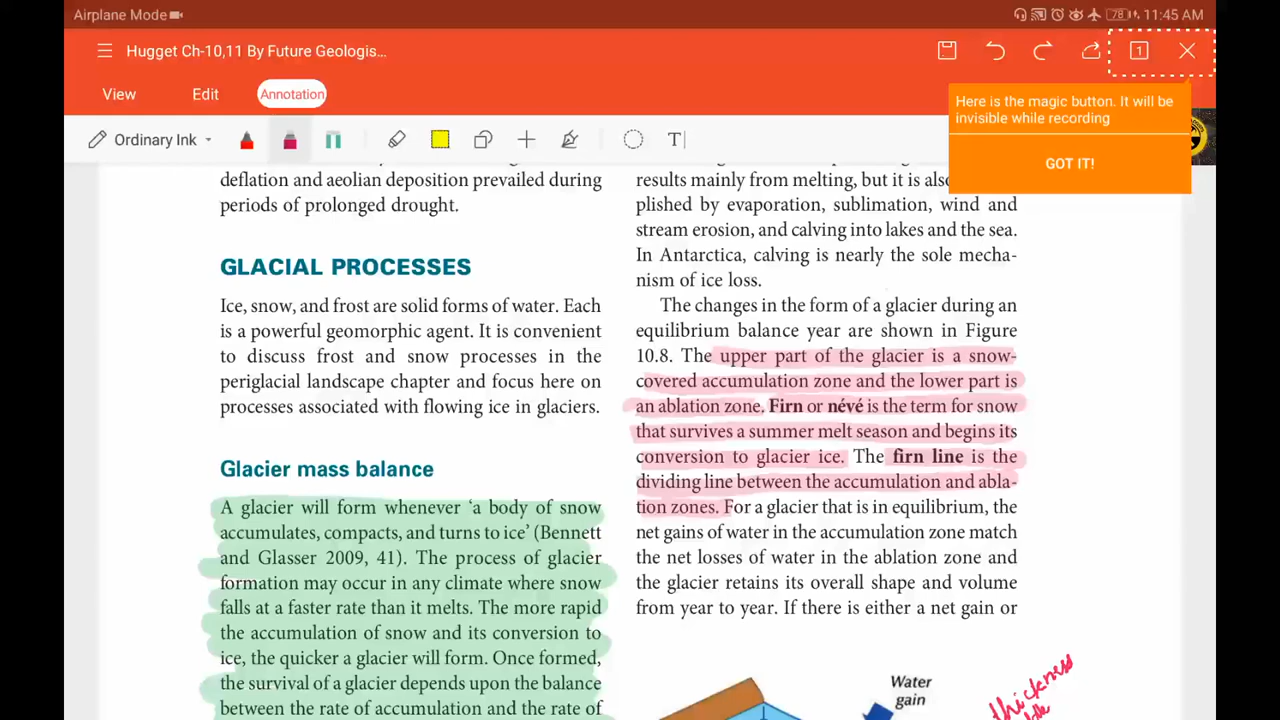 Airplane Mode
78
11:45 AM
Hugget Ch-10,11 By Future Geologis...
1
View
Edit
Annotation
Here is the magic button. It will be
invisible while recording
GOT IT!
Ordinary Ink
T
deflation and aeolian deposition prevailed during
periods of prolonged drought.
GLACIAL PROCESSES
Ice, snow, and frost are solid forms of water. Each
is a powerful geomorphic agent. It is convenient
to discuss frost and snow processes in the
periglacial landscape chapter and focus here on
processes associated with flowing ice in glaciers.
Glacier mass balance
A glacier will form whenever ‘a body of snow
accumulates, compacts, and turns to ice’ (Bennett
and Glasser 2009, 41). The process of glacier
formation may occur in any climate where snow
falls at a faster rate than it melts. The more rapid
the accumulation of snow and its conversion to
ice, the quicker a glacier will form. Once formed,
the survival of a glacier depends upon the balance
between the rate of accumulation and the rate of
results mainly from melting, but it is also
plished by evaporation, sublimation, wind and
stream erosion, and calving into lakes and the sea.
In Antarctica, calving is nearly the sole mecha-
nism of ice loss.
The changes in the form of a glacier during an
equilibrium balance year are shown in Figure
10.8. The upper part of the glacier is a snow-
covered accumulation zone and the lower part is
an ablation zone. Firn or névé is the term for snow
that survives a summer melt season and begins its
conversion to glacier ice. The firn line is the
dividing line between the accumulation and abla-
tion zones. For a glacier that is in equilibrium, the
net gains of water in the accumulation zone match
the net losses of water in the ablation zone and
the glacier retains its overall shape and volume
from year to year. If there is either a net gain or
Water
gain
thickness